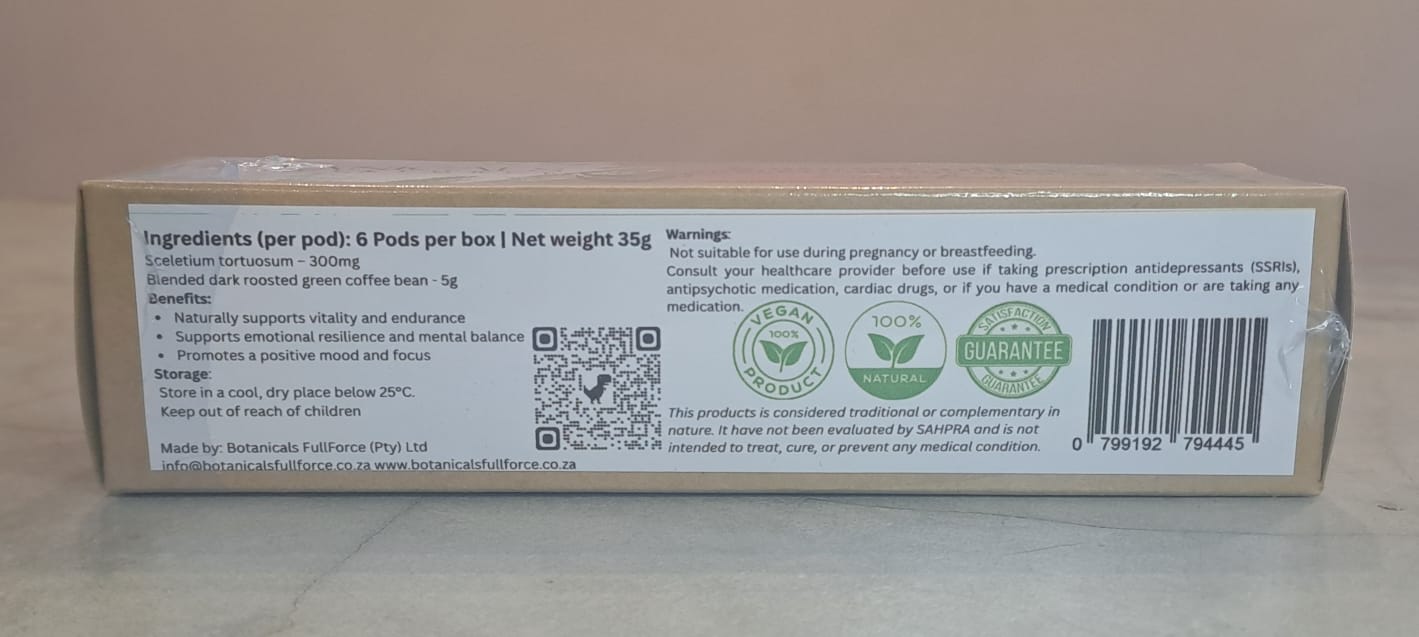 Ingredients (per pod): 6 Pods per box | Net weight 35g
Sceletium tortuosum – 300mg
Blended dark roosted green coffee bean - 5g
Benefits:
• Naturally supports vitality and endurance
• Supports emotional resilience and mental balance
• Promotes a positive mood and focus
Storage:
Store in a cool, dry place below 25°C.
Keep out of reach of children
Made by: Botanicals FullForce (Pty) Ltd
info@botanicalsfullforce.co.za www.botanicalsfullforce.co.za
Warnings:
Not suitable for use during pregnancy or breastfeeding.
Consult your healthcare provider before use if taking prescription antidepressants (SSRIs),
antipsychotic medication, cardiac drugs, or if you have a medical condition or are taking any
medication.
VEGAN
100%
PRODUCT
100%
NATURAL
SATISFACTION
GUARANTEE
GUARANTEE
This products is considered traditional or complementary in
nature. It have not been evaluated by SAHPRA and is not
intended to treat, cure, or prevent any medical condition.
0 799192 794445